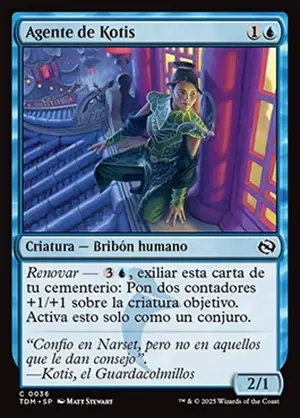 Agente de Kotis 1
Criatura — Bribón humano
Renovar — 3, exiliar esta carta de
tu cementerio: Pon dos contadores
+1/+1 sobre la criatura objetivo.
Activa esto solo como un conjuro.
“Confío en Narset, pero no en aquellos
que le dan consejo”.
—Kotis, el Guardacolmillos
2/1
C 0036
TDM • SP Matt Stewart
™ & © 2025 Wizards of the Coast